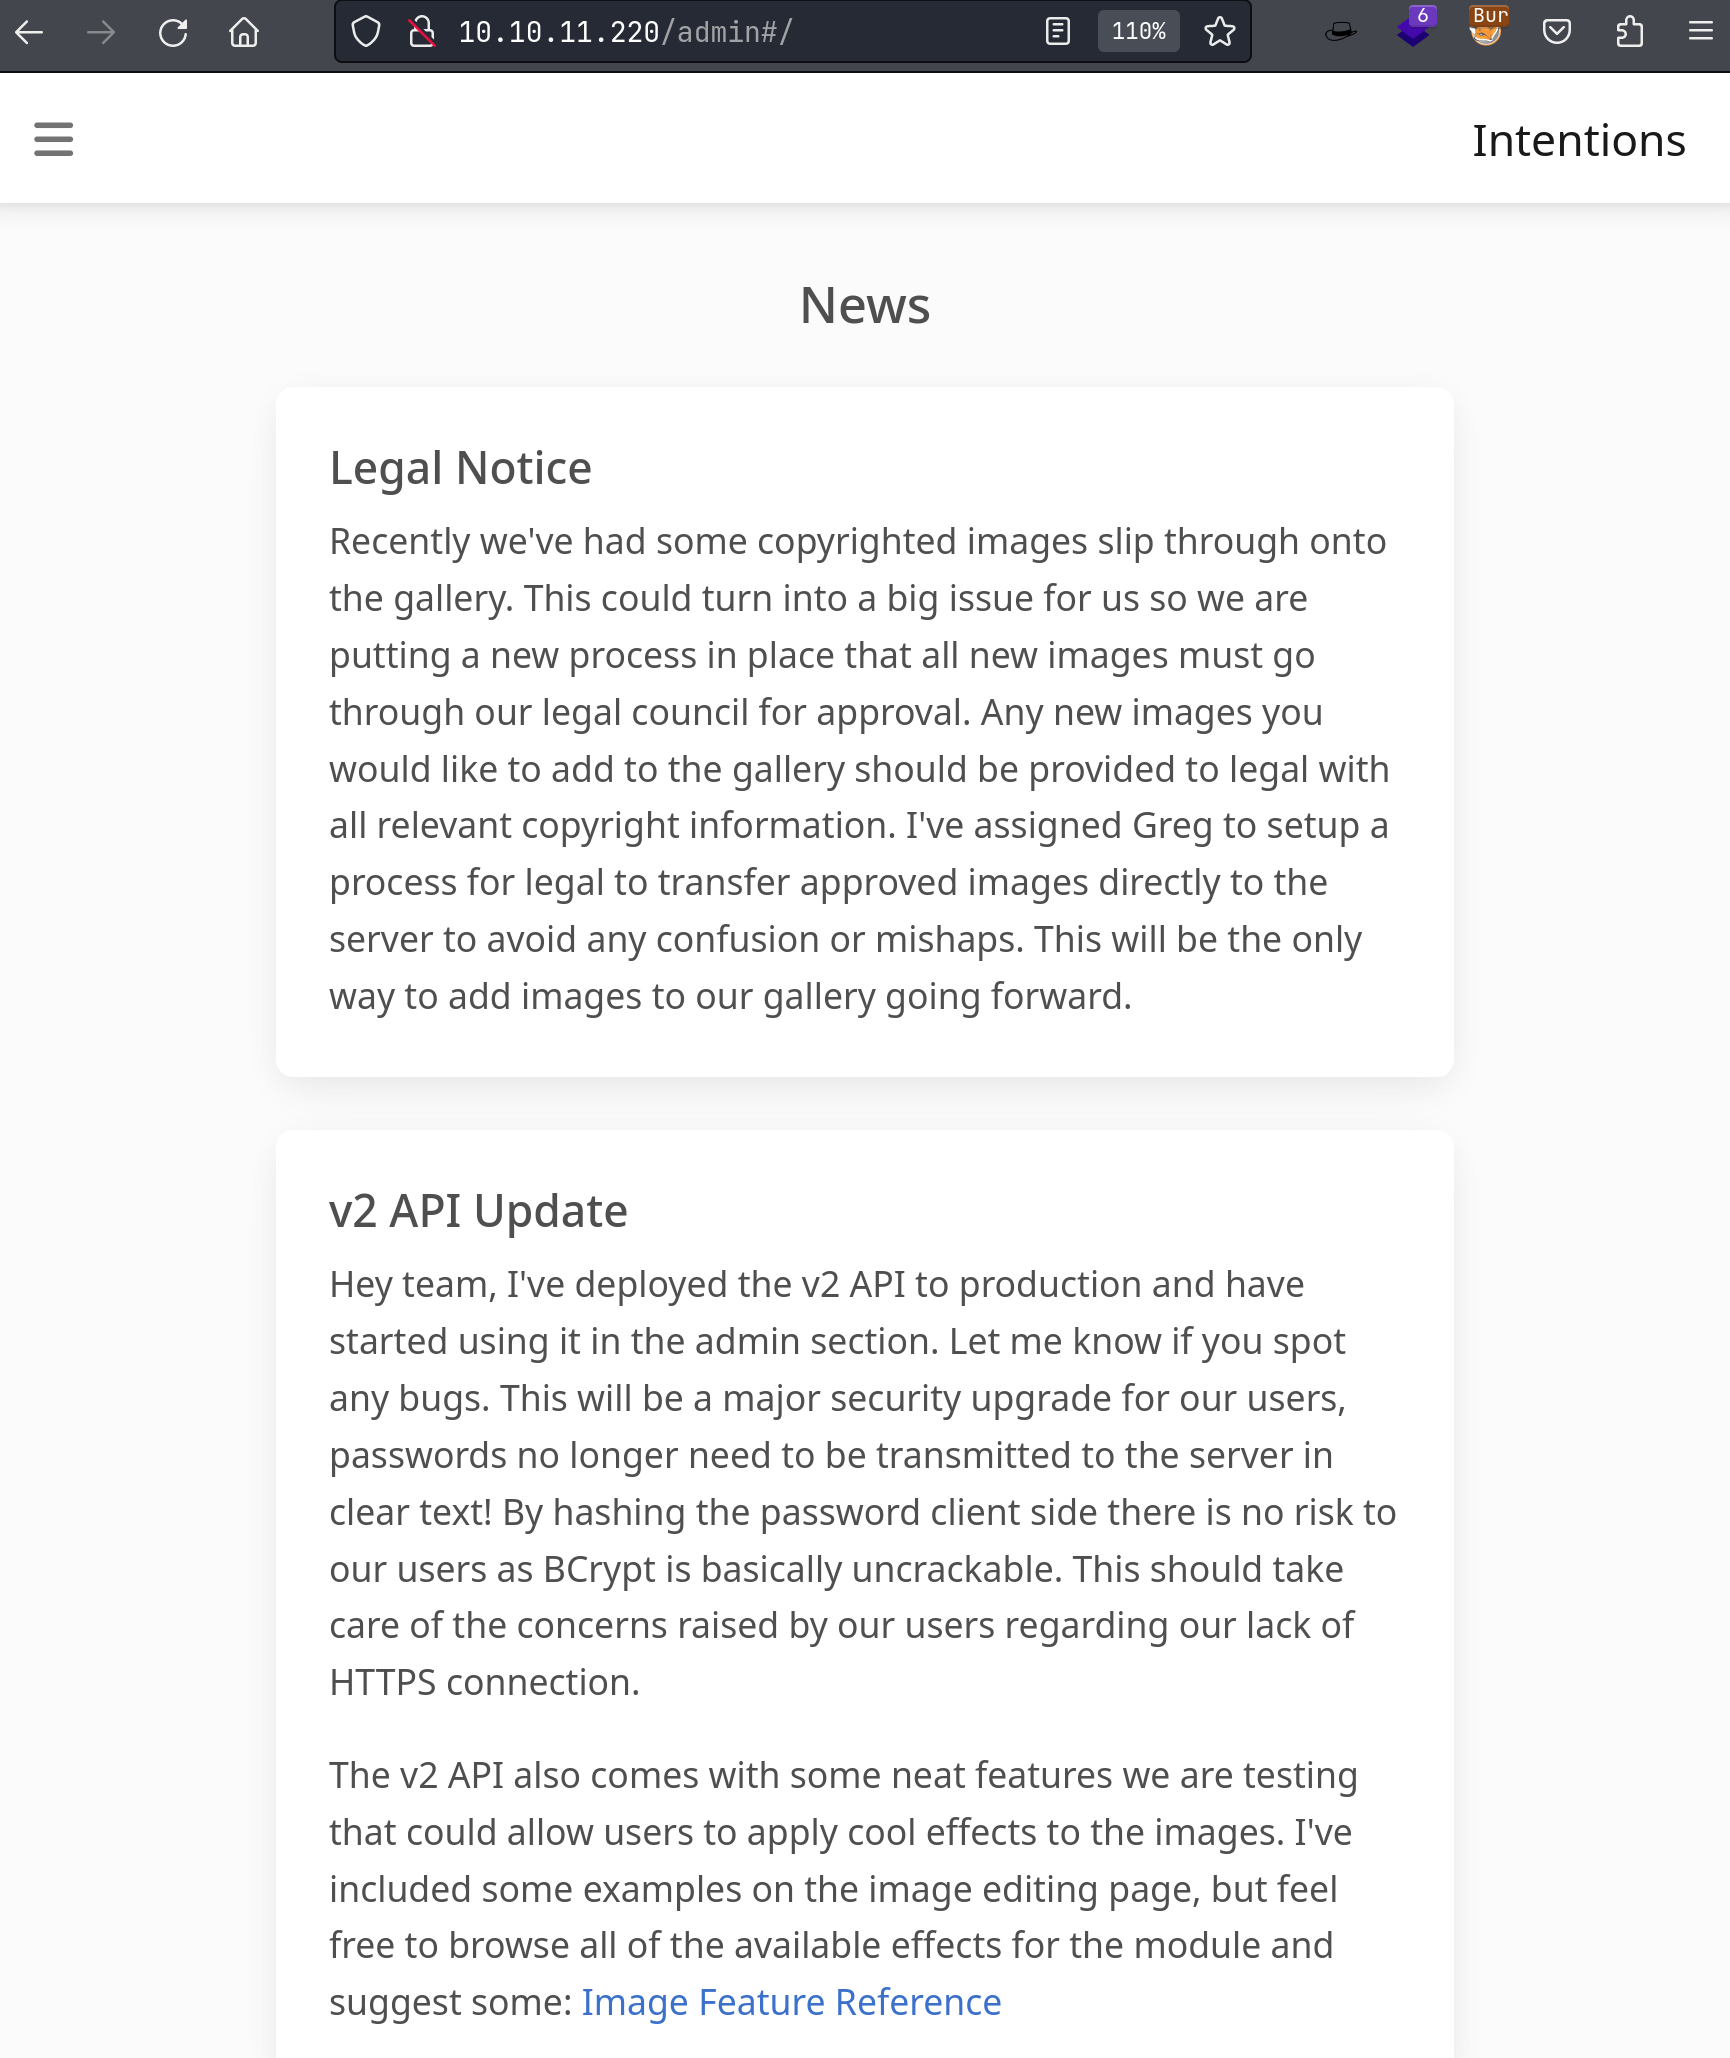 10.10.11.220/admin#/
110%
6
Bur
Intentions
News
Legal Notice
Recently we've had some copyrighted images slip through onto
the gallery. This could turn into a big issue for us so we are
putting a new process in place that all new images must go
through our legal council for approval. Any new images you
would like to add to the gallery should be provided to legal with
all relevant copyright information. I've assigned Greg to setup a
process for legal to transfer approved images directly to the
server to avoid any confusion or mishaps. This will be the only
way to add images to our gallery going forward.
v2 API Update
Hey team, I've deployed the v2 API to production and have
started using it in the admin section. Let me know if you spot
any bugs. This will be a major security upgrade for our users,
passwords no longer need to be transmitted to the server in
clear text! By hashing the password client side there is no risk to
our users as BCrypt is basically uncrackable. This should take
care of the concerns raised by our users regarding our lack of
HTTPS connection.
The v2 API also comes with some neat features we are testing
that could allow users to apply cool effects to the images. I've
included some examples on the image editing page, but feel
free to browse all of the available effects for the module and
suggest some: Image Feature Reference